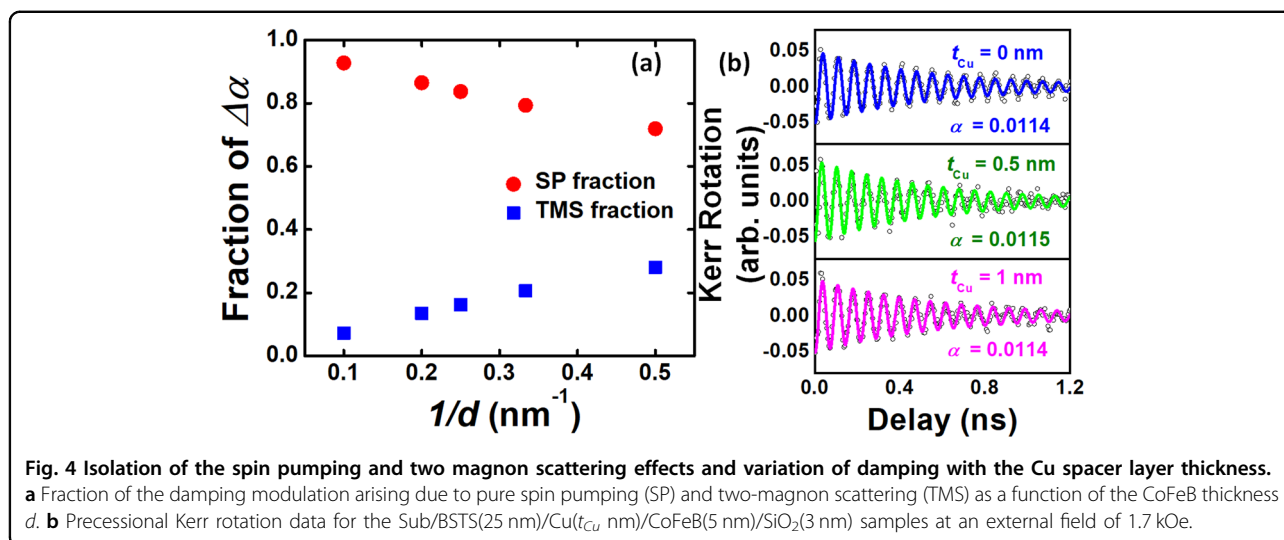 Fraction of Δα
1.0
0.8
0.6
0.4
0.2
0.0
(a)
SP fraction
TMS fraction
0.1 0.2 0.3 0.4 0.5
1/d (nm⁻¹)
Kerr Rotation
(arb. units)
(b)
0.05
0.00
-0.05
t_Cu = 0 nm
α = 0.0114
0.05
0.00
-0.05
t_Cu = 0.5 nm
α = 0.0115
0.05
0.00
-0.05
t_Cu = 1 nm
α = 0.0114
0.0 0.4 0.8 1.2
Delay (ns)
Fig. 4 Isolation of the spin pumping and two magnon scattering effects and variation of damping with the Cu spacer layer thickness.
a Fraction of the damping modulation arising due to pure spin pumping (SP) and two-magnon scattering (TMS) as a function of the CoFeB thickness
d. b Precessional Kerr rotation data for the Sub/BSTS(25 nm)/Cu(t_Cu nm)/CoFeB(5 nm)/SiO₂(3 nm) samples at an external field of 1.7 kOe.